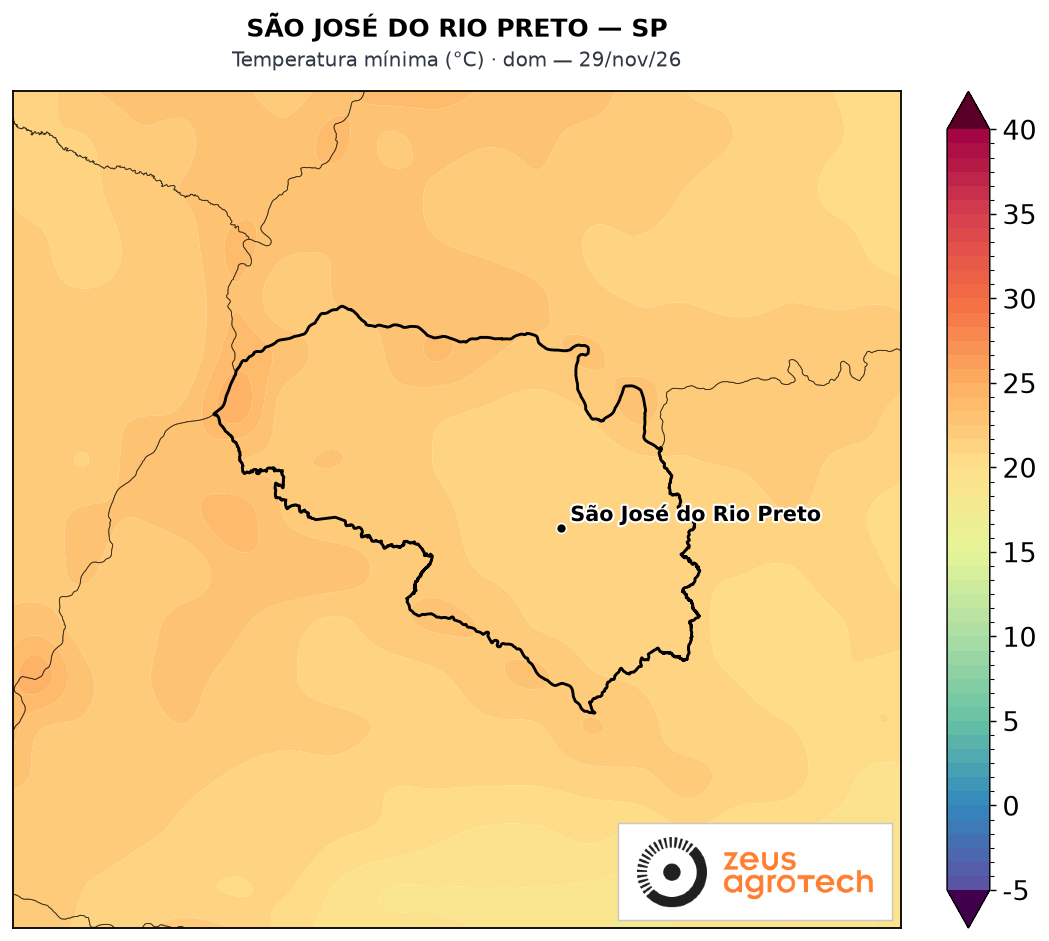 SÃO JOSÉ DO RIO PRETO — SP
Temperatura mínima (°C) · dom — 29/nov/26
40
35
30
25
20
15
10
5
0
-5
São José do Rio Preto
zeus
agrotech